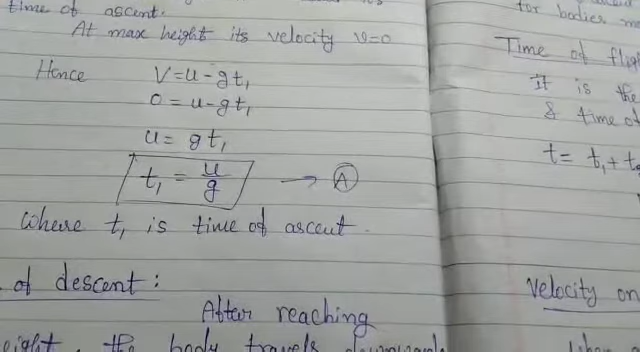 time of ascent.
At max height its velocity v=0
Hence V=u-gt₁
0=u-gt₁
u= gt₁
t₁ = u/g → Ⓐ
Where t₁ is time of ascent.
of descent:
After reaching
the body travels
for bodies
Time of
It is the
& time of
t= t₁+t₂
Velocity on